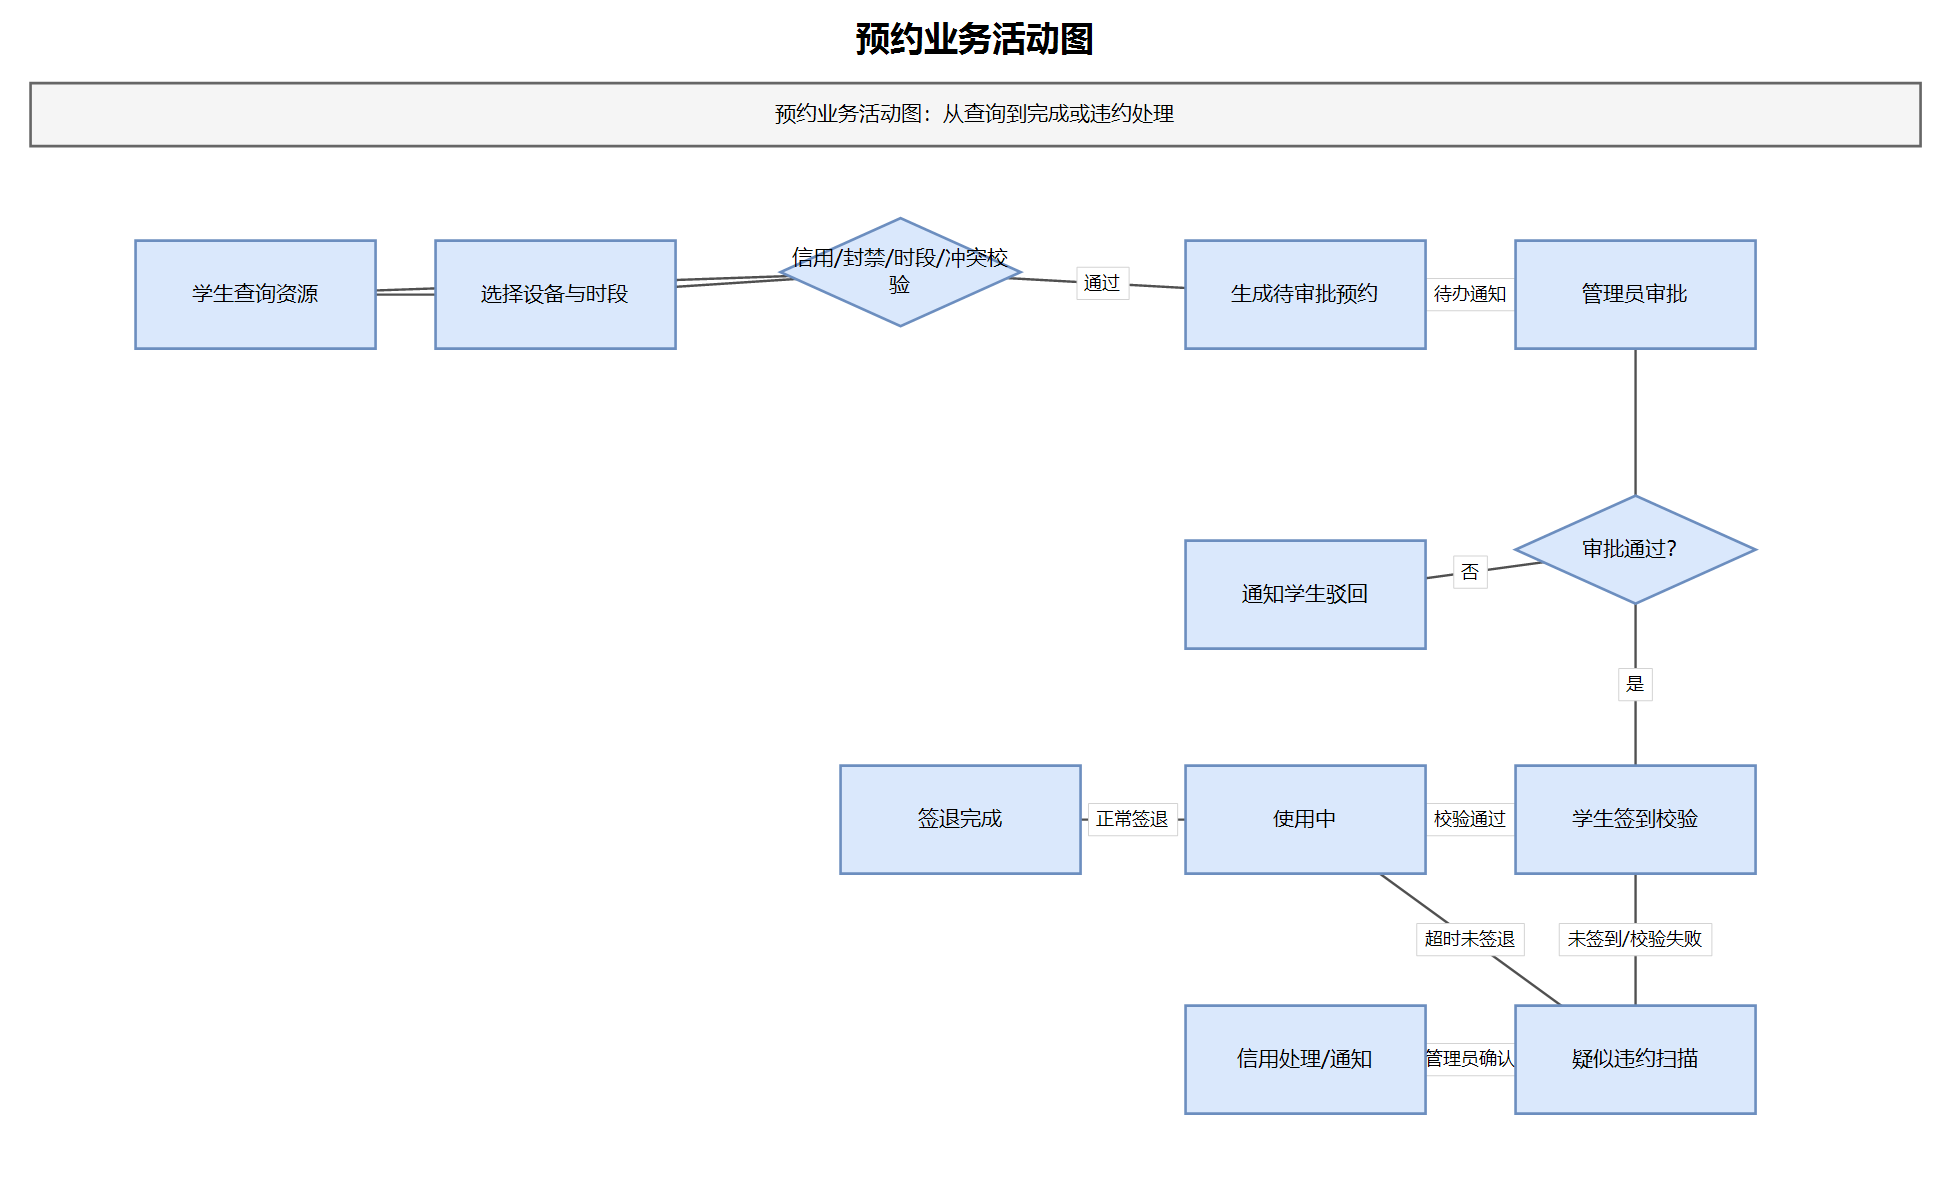 预约业务活动图
预约业务活动图：从查询到完成或违约处理
学生查询资源
选择设备与时段
信用/封禁/时段/冲突校
验
通过
生成待审批预约
待办通知
管理员审批
通知学生驳回
否
审批通过？
是
签退完成
正常签退
使用中
校验通过
学生签到校验
超时未签退
未签到/校验失败
信用处理/通知
管理员确认
疑似违约扫描